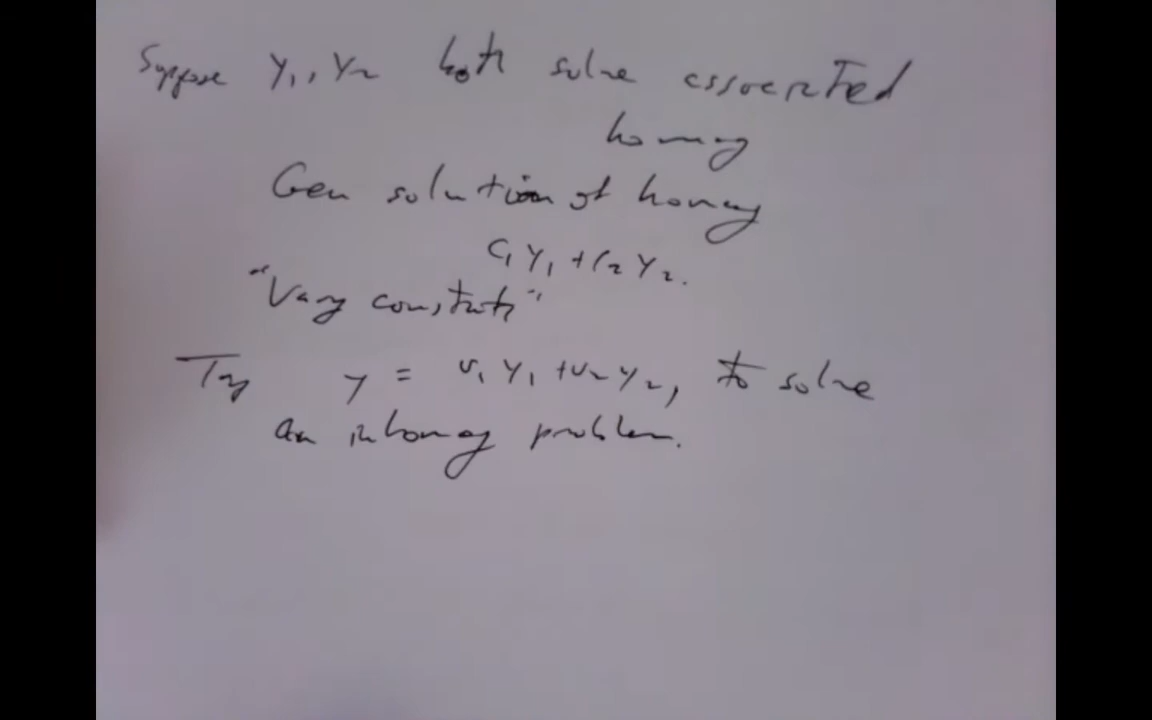 Suppose y₁, y₂ both solve associated
homog
Gen solution of homog
c₁y₁ + c₂y₂.
"Vary constants"
Try y = v₁y₁ + v₂y₂, to solve
an inhomog problem.